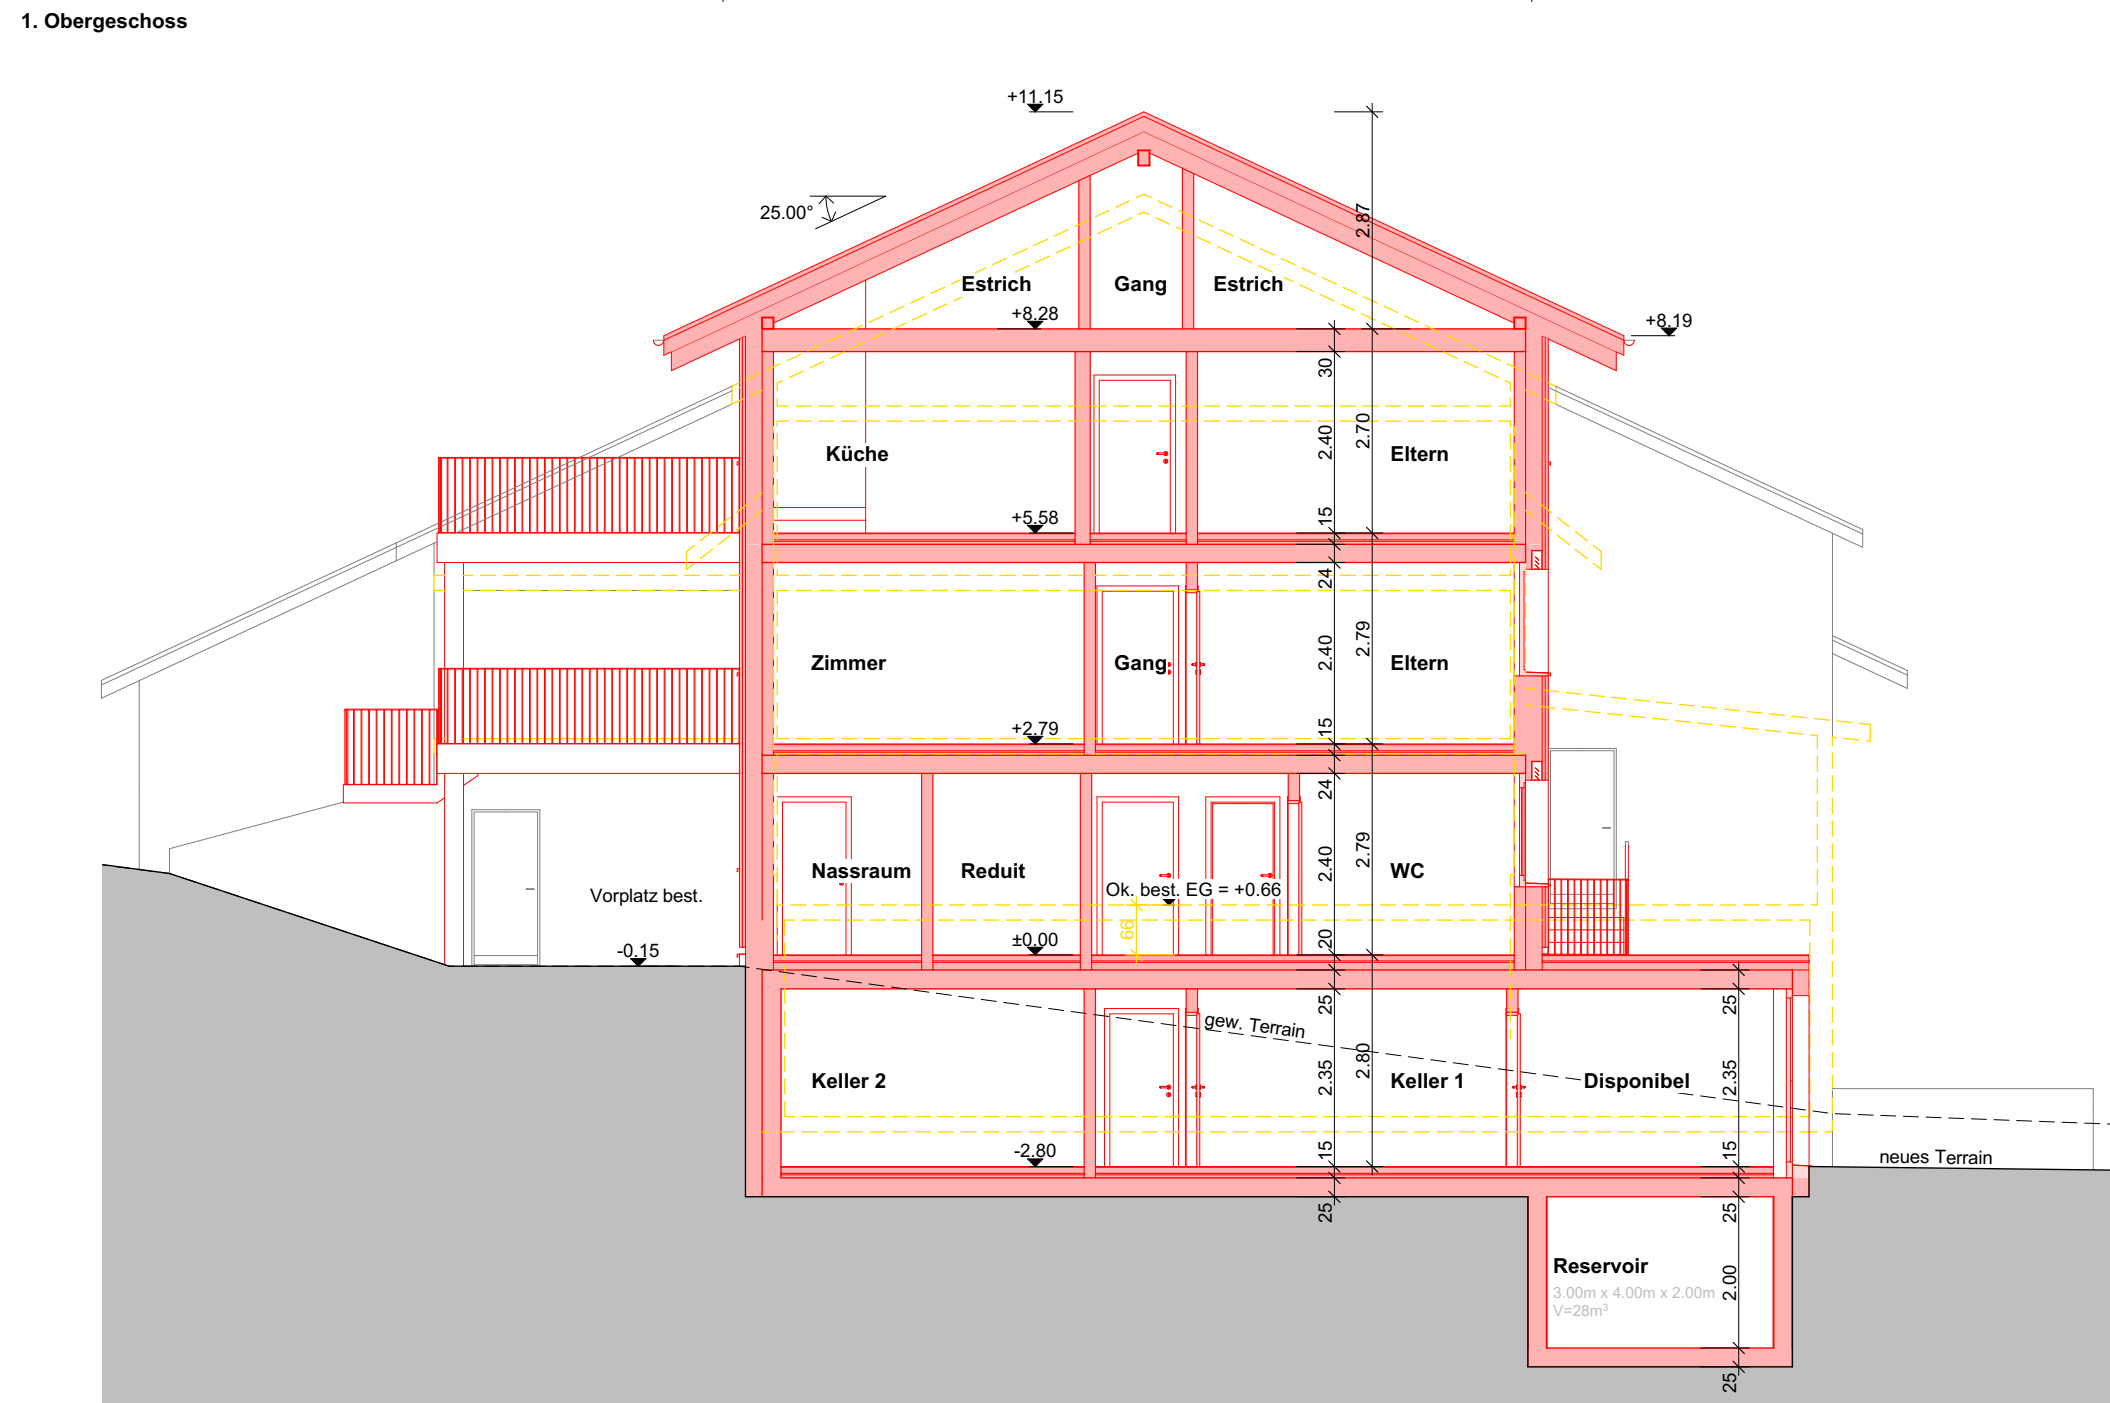 1. Obergeschoss
+11.15
25.00°
2.87
Estrich
Gang
Estrich
+8.28
+8.19
30
2.40
2.70
Küche
Eltern
+5.58
15
24
2.40
2.79
Zimmer
Gang
Eltern
+2.79
15
24
2.40
2.79
Nassraum
Reduit
WC
Vorplatz best.
Ok. best. EG = +0.66
66
-0.15
±0.00
20
25
25
gew. Terrain
2.80
2.35
2.35
Keller 2
Keller 1
Disponibel
-2.80
15
15
neues Terrain
25
25
Reservoir
3.00m x 4.00m x 2.00m
V=28m³
2.00
25